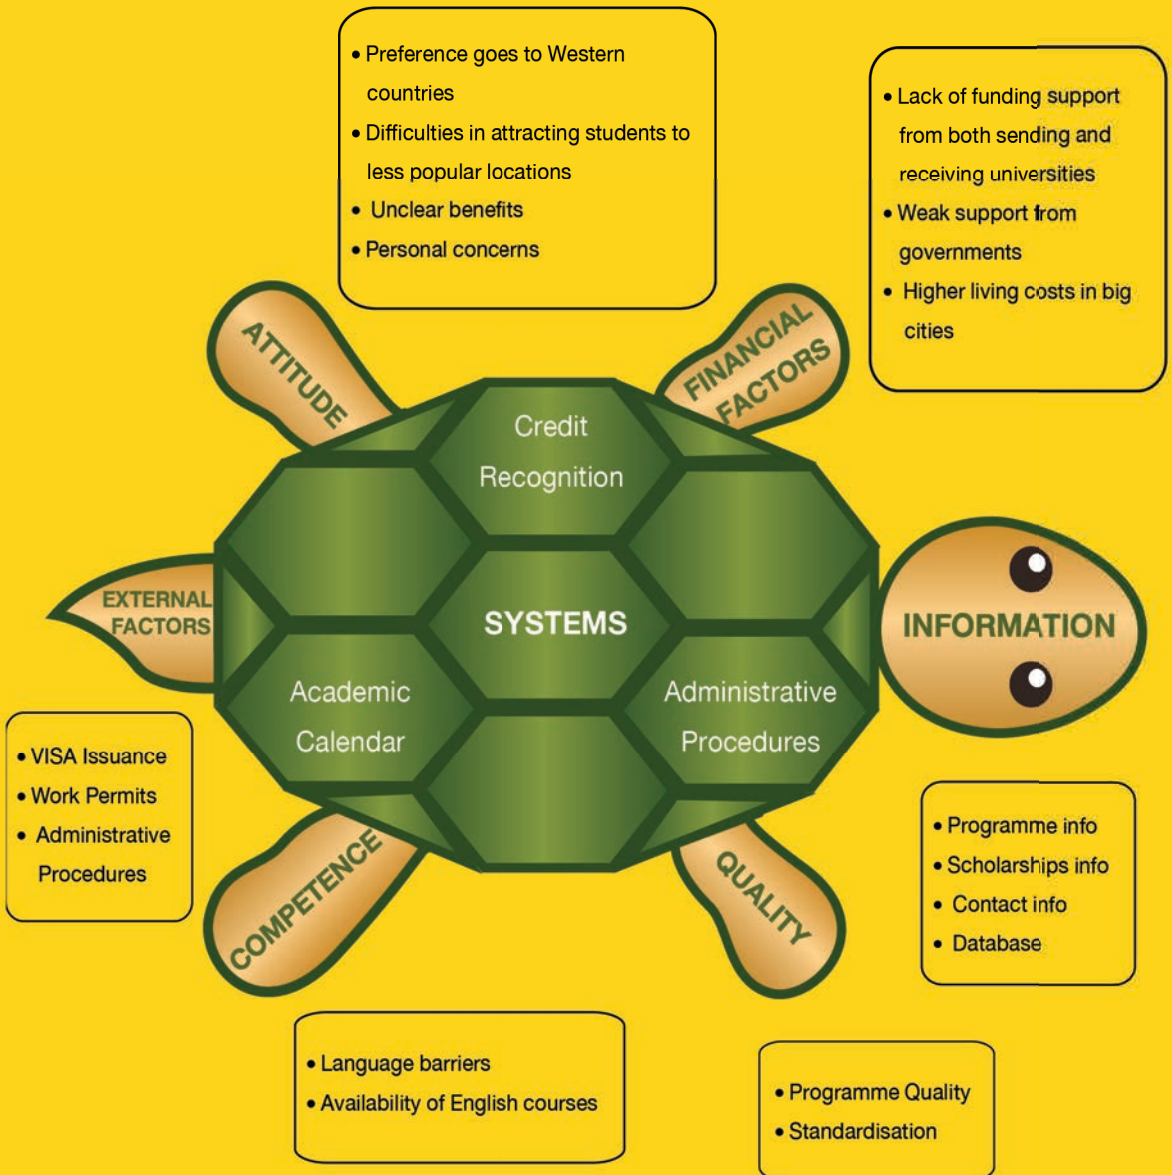 • Preference goes to Western
countries
• Difficulties in attracting students to
less popular locations
• Unclear benefits
• Personal concerns
• Lack of funding support
from both sending and
receiving universities
• Weak support from
governments
• Higher living costs in big
cities
ATTITUDE
FINANCIAL
FACTORS
Credit
Recognition
EXTERNAL
FACTORS
SYSTEMS
INFORMATION
Academic
Calendar
Administrative
Procedures
• VISA Issuance
• Work Permits
• Administrative
Procedures
COMPETENCE
QUALITY
• Programme info
• Scholarships info
• Contact info
• Database
• Language barriers
• Availability of English courses
• Programme Quality
• Standardisation